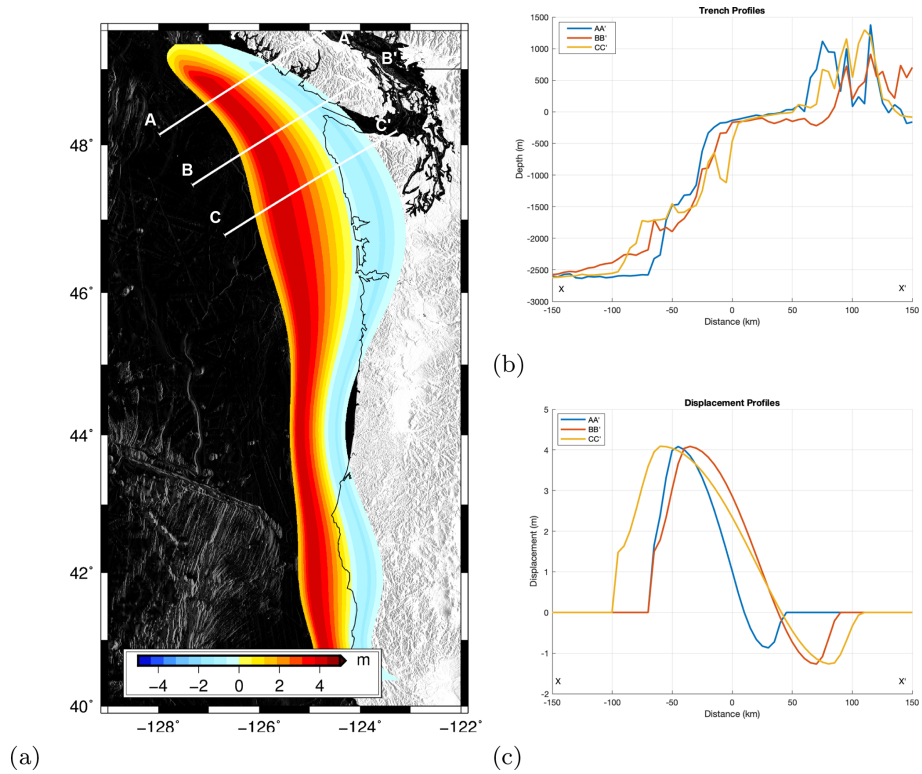 A'
B'
C'
A
B
C
48˚
46˚
44˚
42˚
40˚
m
−4 −2 0 2 4
−128˚ −126˚ −124˚ −122˚
(a)
Trench Profiles
AA'
BB'
CC'
1500
1000
500
0
-500
-1000
-1500
-2000
-2500
-3000
Depth (m)
X X'
-150 -100 -50 0 50 100 150
Distance (km)
(b)
Displacement Profiles
AA'
BB'
CC'
5
4
3
2
1
0
-1
-2
Displacement (m)
X X'
-150 -100 -50 0 50 100 150
Distance (km)
(c)